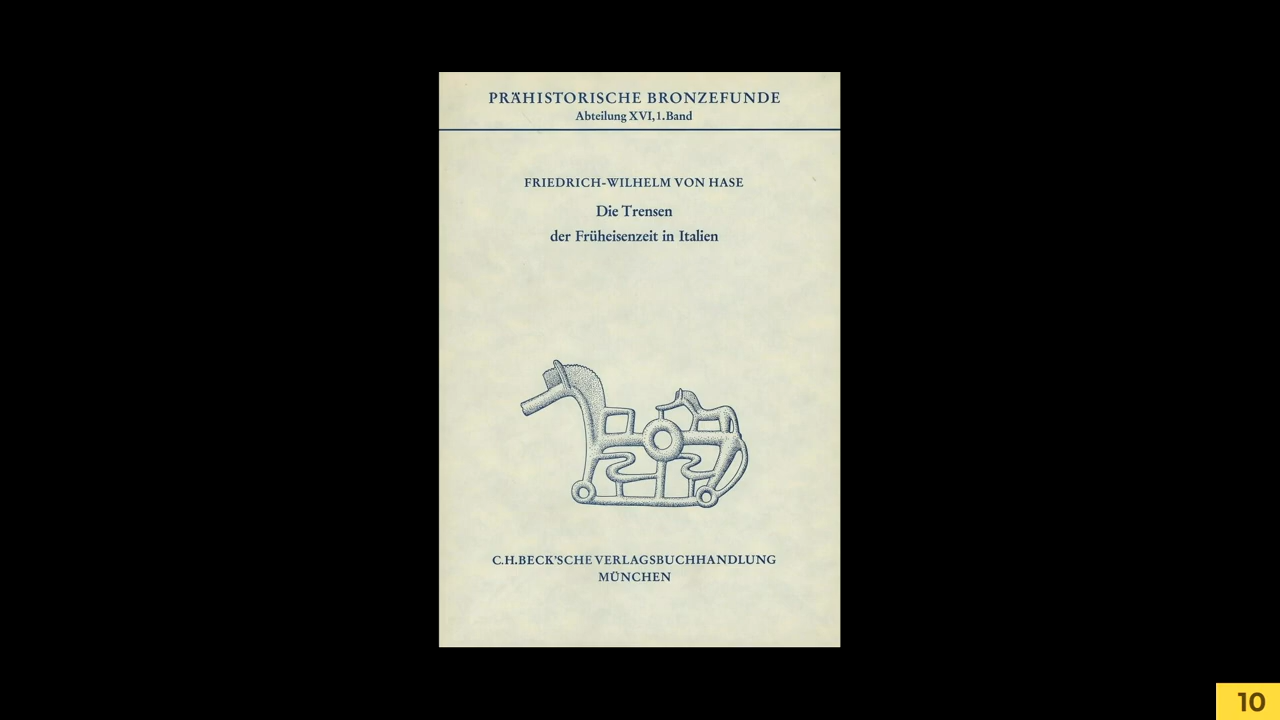 PRÄHISTORISCHE BRONZEFUNDE
Abteilung XVI, 1. Band
FRIEDRICH-WILHELM VON HASE
Die Trensen
der Früheisenzeit in Italien
C.H.BECK'SCHE VERLAGSBUCHHANDLUNG
MÜNCHEN
10